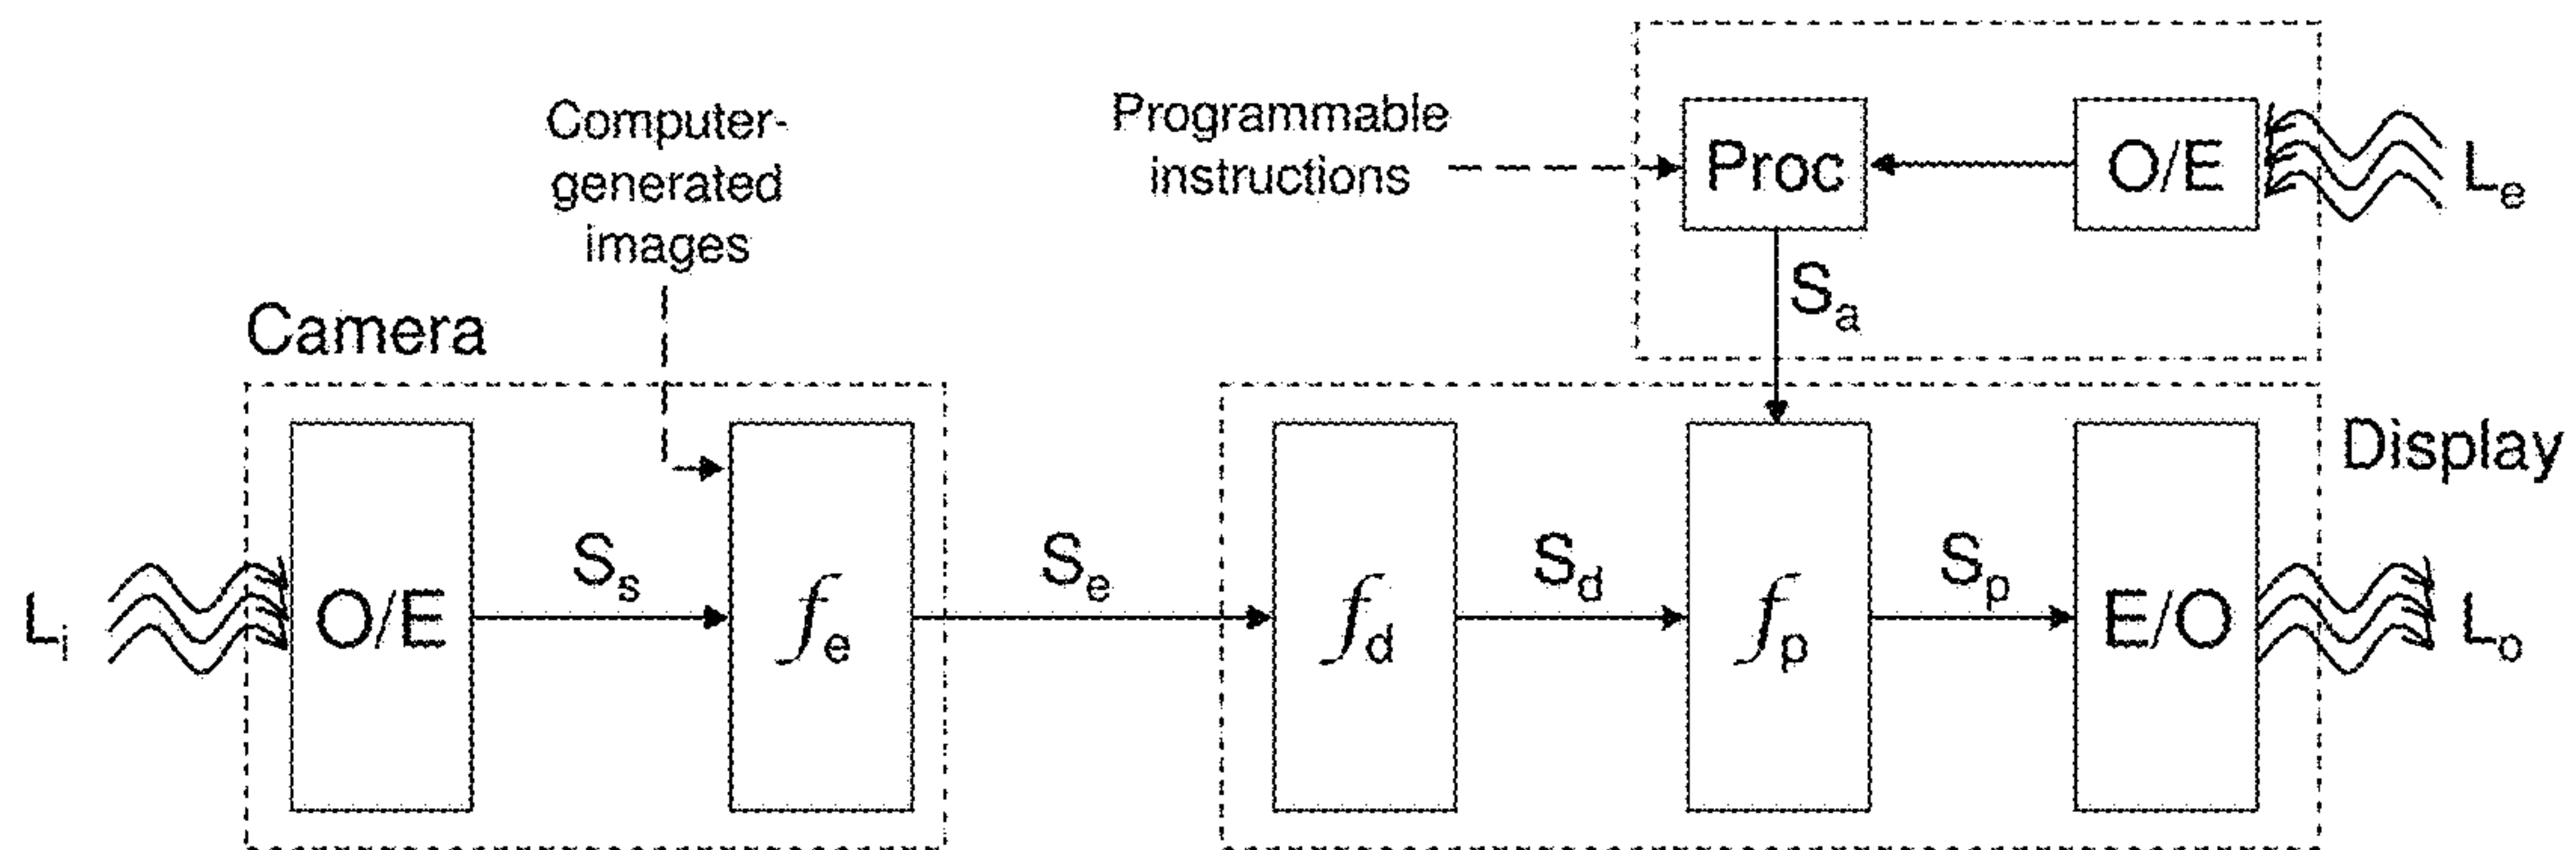 Computer-
generated
images
Programmable
instructions
Proc
O/E
Le
Sa
Camera
Display
Li
O/E
Ss
fe
Se
fd
Sd
fp
Sp
E/O
Lo